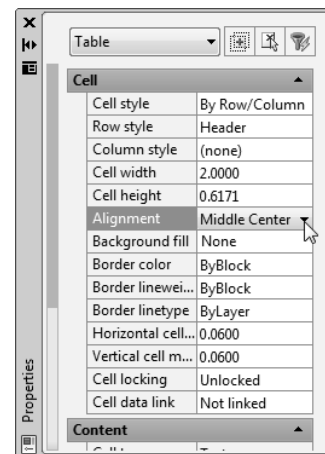 Table
Cell
Cell style By Row/Column
Row style Header
Column style (none)
Cell width 2.0000
Cell height 0.6171
Alignment Middle Center
Background fill None
Border color ByBlock
Border linewei... ByBlock
Border linetype ByLayer
Horizontal cell... 0.0600
Vertical cell m... 0.0600
Cell locking Unlocked
Cell data link Not linked
Content
Properties